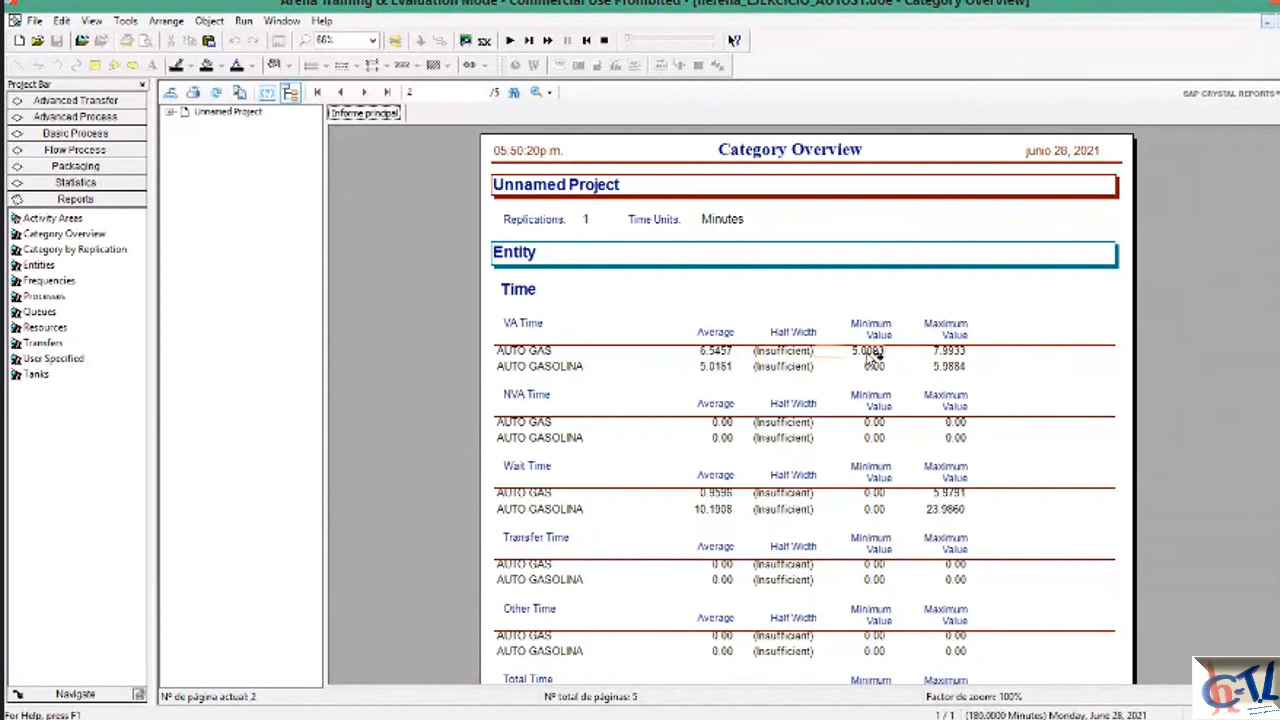 Arena Training & Evaluation Mode - Commercial Use Prohibited - [herena_EJERCICIO_AUTOS1.doe - Category Overview]
File Edit View Tools Arrange Object Run Window Help
66%
Project Bar
Advanced Transfer
Advanced Process
Basic Process
Flow Process
Packaging
Statistics
Reports
Activity Areas
Category Overview
Category by Replication
Entities
Frequencies
Processes
Queues
Resources
Transfers
User Specified
Tanks
Navigate
2 /5
SAP CRYSTAL REPORTS®
Unnamed Project
Informe principal
05:50:20p.m. Category Overview junio 28, 2021
Unnamed Project
Replications: 1 Time Units: Minutes
Entity
Time
VA Time Average Half Width Minimum Value Maximum Value
AUTO GAS 6.5457 (Insufficient) 7.9933
AUTO GASOLINA 5.0161 (Insufficient) 5.9884
NVA Time Average Half Width Minimum Value Maximum Value
AUTO GAS 0.00 (Insufficient) 0.00 0.00
AUTO GASOLINA 0.00 (Insufficient) 0.00 0.00
Wait Time Average Half Width Minimum Value Maximum Value
AUTO GAS 0.9596 (Insufficient) 0.00 5.9791
AUTO GASOLINA 10.1908 (Insufficient) 0.00 23.9860
Transfer Time Average Half Width Minimum Value Maximum Value
AUTO GAS 0.00 (Insufficient) 0.00 0.00
AUTO GASOLINA 0.00 (Insufficient) 0.00 0.00
Other Time Average Half Width Minimum Value Maximum Value
AUTO GAS 0.00 (Insufficient) 0.00 0.00
AUTO GASOLINA 0.00 (Insufficient) 0.00 0.00
Total Time Minimum Maximum
Nº de página actual: 2 Nº total de páginas: 5 Factor de zoom: 100%
For Help, press F1 1 / 1 (180.0000 Minutes) Monday, June 28, 2021